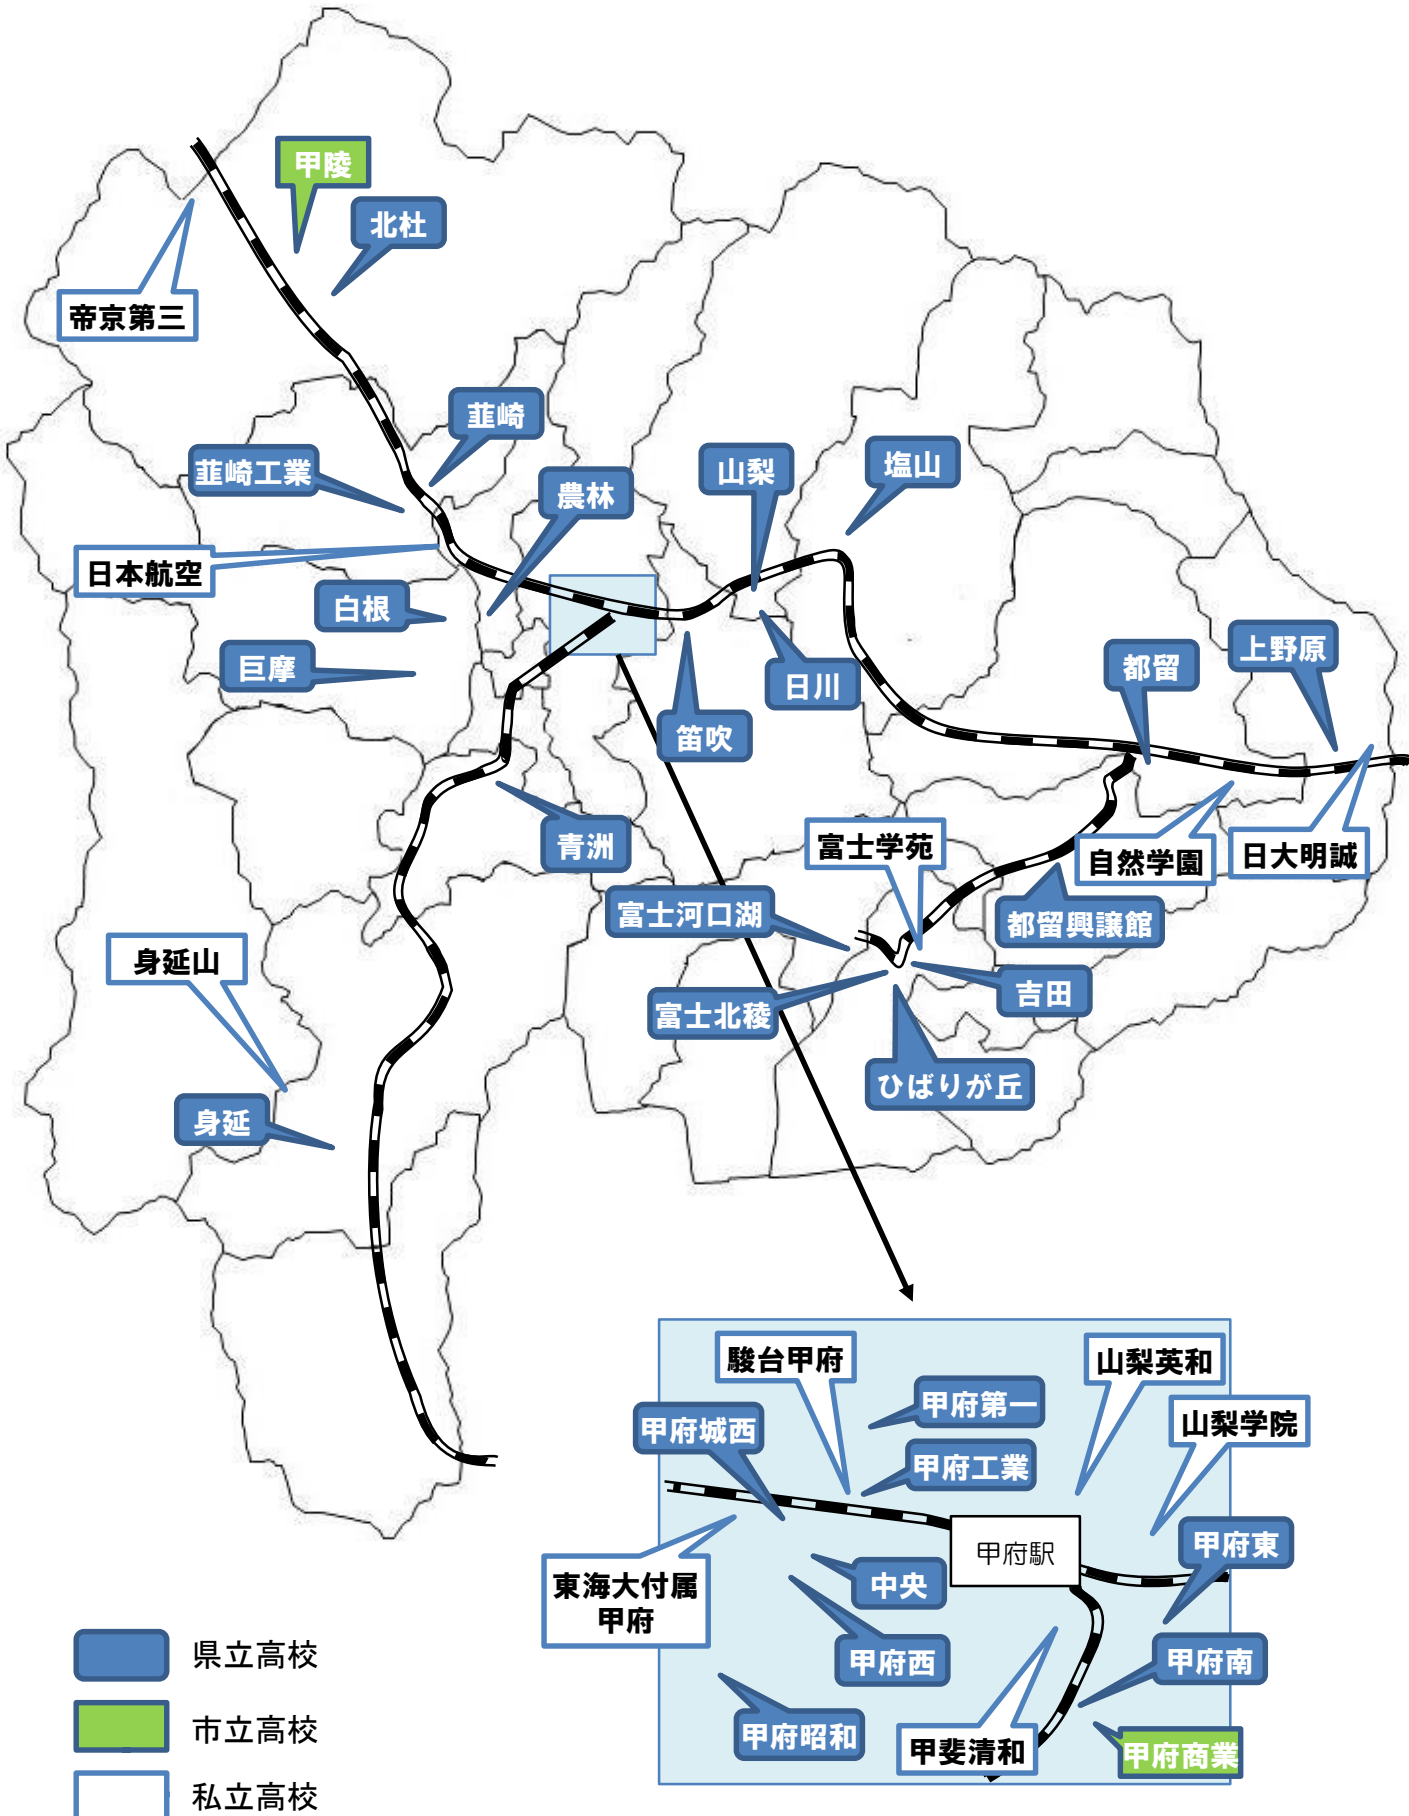 甲陵
北杜
帝京第三
韮崎
韮崎工業
農林
山梨
塩山
日本航空
白根
巨摩
日川
笛吹
都留
上野原
青洲
富士学苑
自然学園
日大明誠
富士河口湖
都留興譲館
身延山
吉田
富士北稜
ひばりが丘
身延
駿台甲府
山梨英和
甲府第一
山梨学院
甲府城西
甲府工業
甲府駅
甲府東
東海大付属
甲府
中央
甲府西
甲府南
甲府昭和
甲斐清和
甲府商業
県立高校
市立高校
私立高校